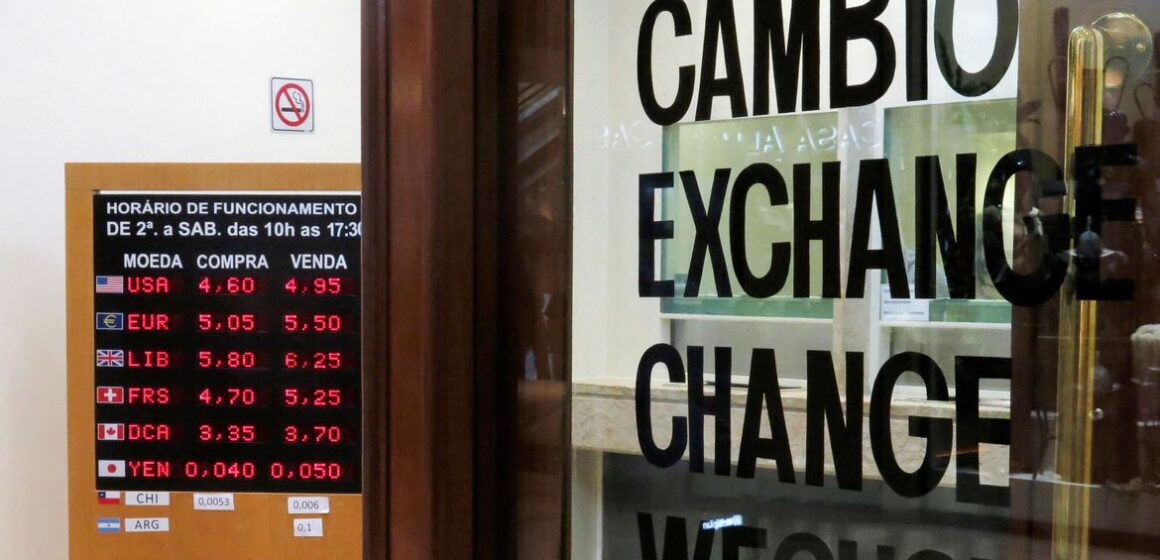 HORÁRIO DE FUNCIONAMENTO
DE 2ª. a SAB. das 10h as 17:30
MOEDA COMPRA VENDA
USA 4,60 4,95
EUR 5,05 5,50
LIB 5,80 6,25
FRS 4,70 5,25
DCA 3,35 3,70
YEN 0,040 0,050
CHI 0,0053 0,006
ARG 0,1
CAMBIO
EXCHANGE
CHANGE